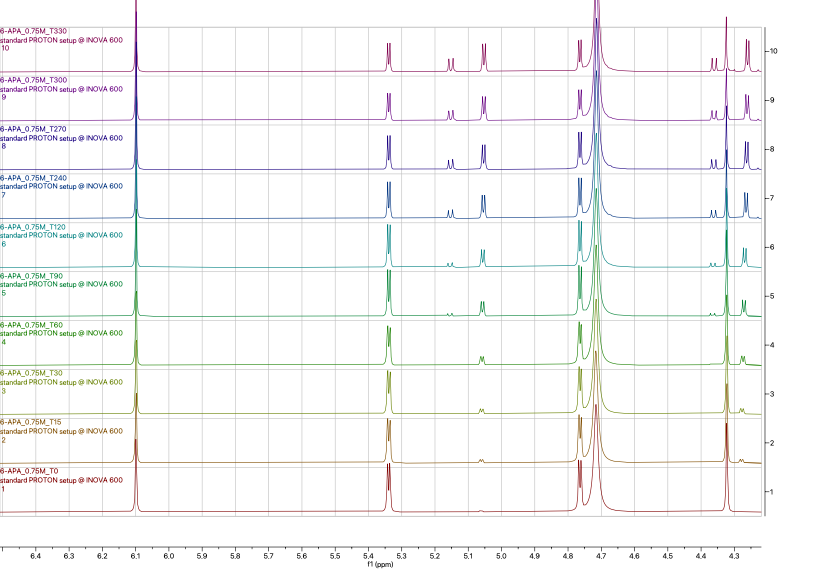 6-APA_0.75M_T330
standard PROTON setup @ INOVA 600
10
10
6-APA_0.75M_T300
standard PROTON setup @ INOVA 600
9
9
6-APA_0.75M_T270
standard PROTON setup @ INOVA 600
8
8
6-APA_0.75M_T240
standard PROTON setup @ INOVA 600
7
7
6-APA_0.75M_T120
standard PROTON setup @ INOVA 600
6
6
6-APA_0.75M_T90
standard PROTON setup @ INOVA 600
5
5
6-APA_0.75M_T60
standard PROTON setup @ INOVA 600
4
4
6-APA_0.75M_T30
standard PROTON setup @ INOVA 600
3
3
6-APA_0.75M_T15
standard PROTON setup @ INOVA 600
2
2
6-APA_0.75M_T0
standard PROTON setup @ INOVA 600
1
1
6.4 6.3 6.2 6.1 6.0 5.9 5.8 5.7 5.6 5.5 5.4 5.3 5.2 5.1 5.0 4.9 4.8 4.7 4.6 4.5 4.4 4.3
f1 (ppm)